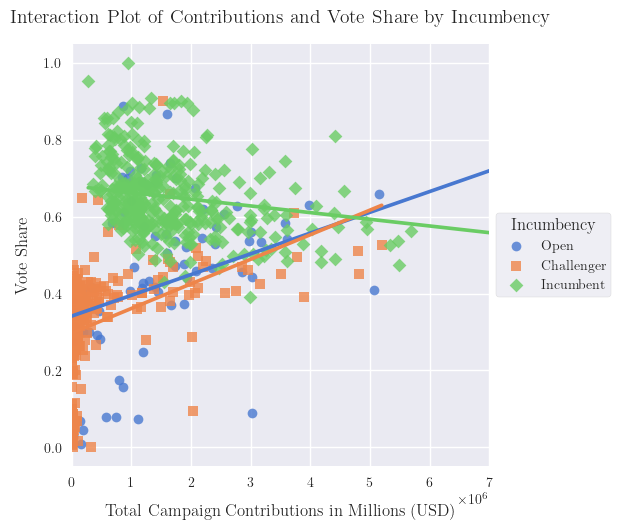 Interaction Plot of Contributions and Vote Share by Incumbency
1.0
0.8
0.6
0.4
0.2
0.0
Vote Share
0 1 2 3 4 5 6 7
×10⁶
Total Campaign Contributions in Millions (USD)
Incumbency
Open
Challenger
Incumbent